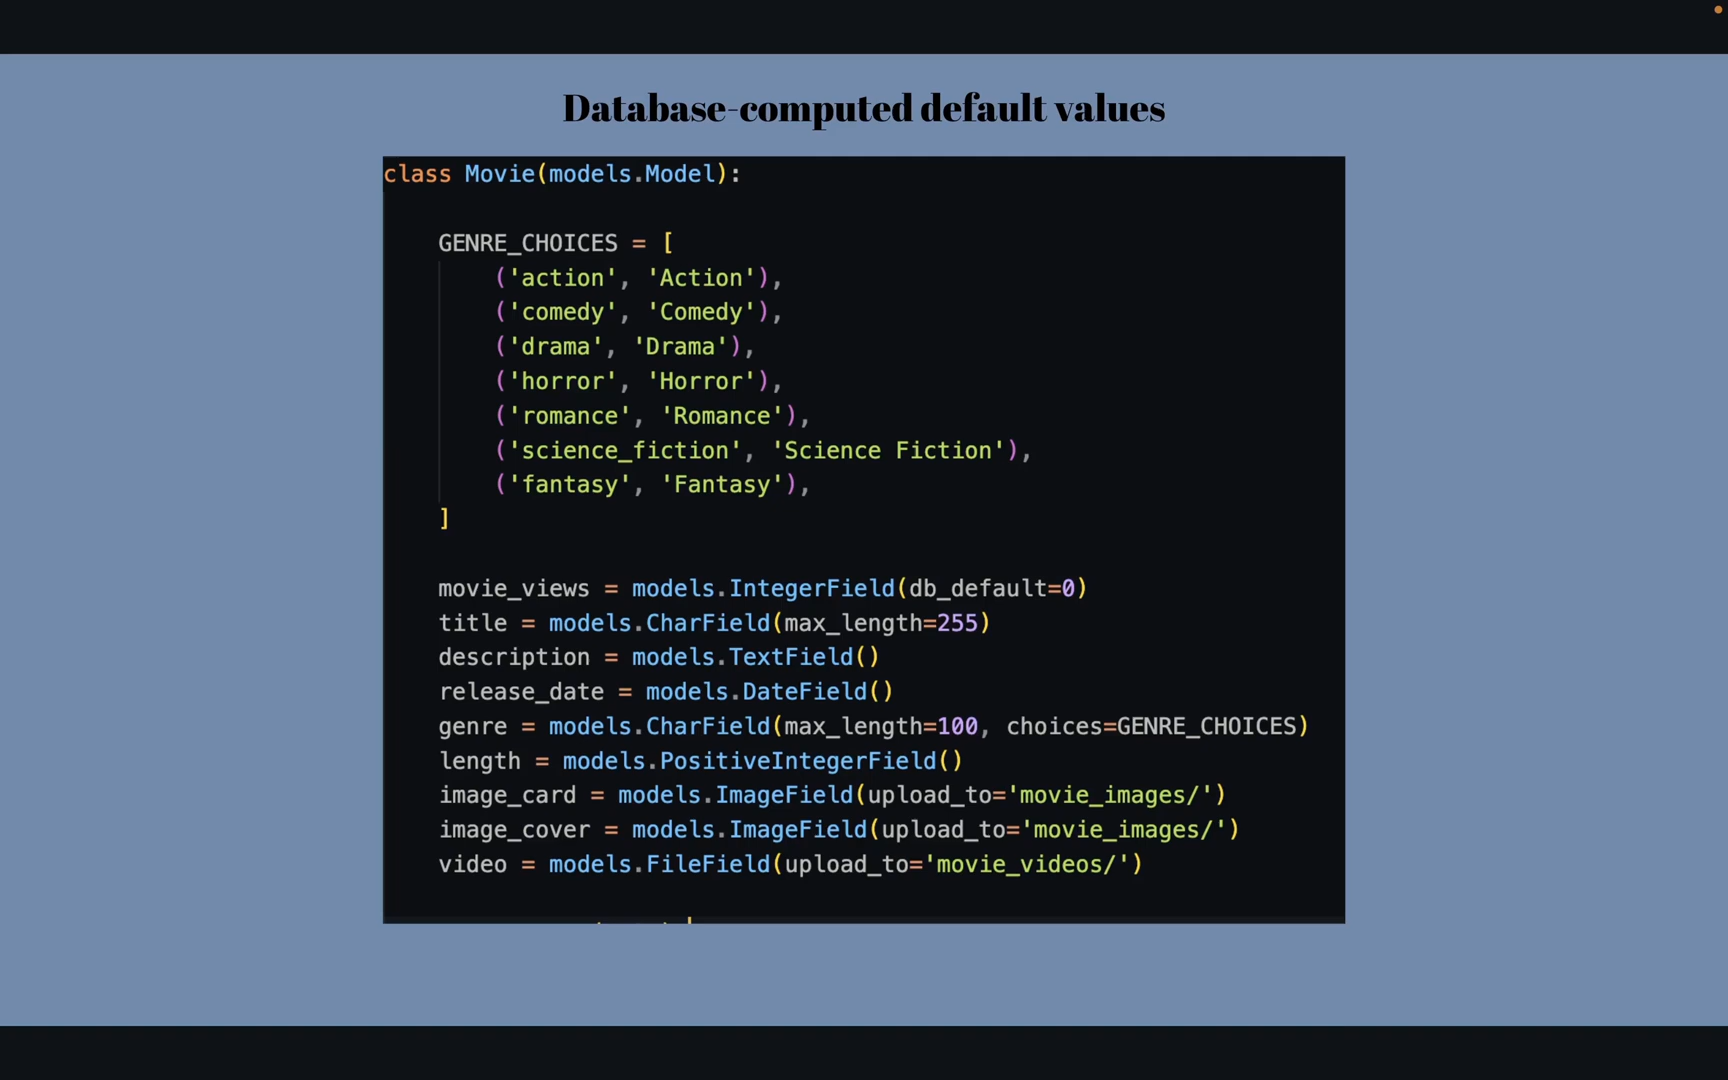 Database-computed default values
class Movie(models.Model):
GENRE_CHOICES = [
('action', 'Action'),
('comedy', 'Comedy'),
('drama', 'Drama'),
('horror', 'Horror'),
('romance', 'Romance'),
('science_fiction', 'Science Fiction'),
('fantasy', 'Fantasy'),
]
movie_views = models.IntegerField(db_default=0)
title = models.CharField(max_length=255)
description = models.TextField()
release_date = models.DateField()
genre = models.CharField(max_length=100, choices=GENRE_CHOICES)
length = models.PositiveIntegerField()
image_card = models.ImageField(upload_to='movie_images/')
image_cover = models.ImageField(upload_to='movie_images/')
video = models.FileField(upload_to='movie_videos/')